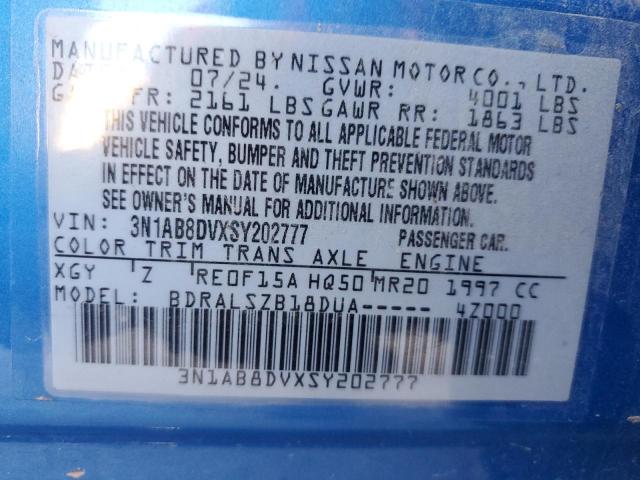 MANUFACTURED BY NISSAN MOTOR CO., LTD.
07/24. GVWR: 4001 LBS
FR: 2161 LBS GAWR RR: 1863 LBS
THIS VEHICLE CONFORMS TO ALL APPLICABLE FEDERAL MOTOR
VEHICLE SAFETY, BUMPER AND THEFT PREVENTION STANDARDS
IN EFFECT ON THE DATE OF MANUFACTURE SHOWN ABOVE.
SEE OWNER'S MANUAL FOR ADDITIONAL INFORMATION.
VIN: 3N1AB8DVXSY202777 PASSENGER CAR.
COLOR TRIM TRANS AXLE ENGINE
XGY Z RE0F15A HQ50 MR20 1997 CC
BDRALSZB18DUA----- 4Z000
3N1AB8DVXSY202777